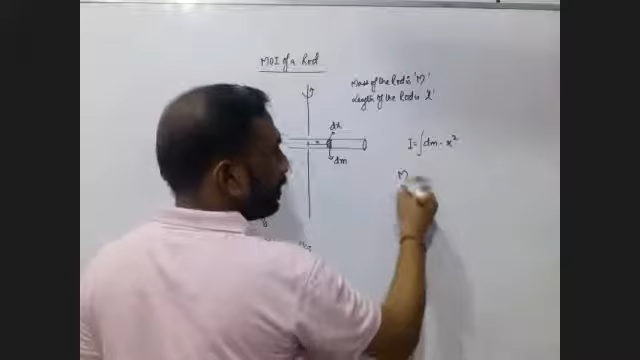 MOI of a Rod
Mass of the Rod is 'M'
Length of the Rod is 'l'
dx
x
dm
I = ∫ dm · x²
M